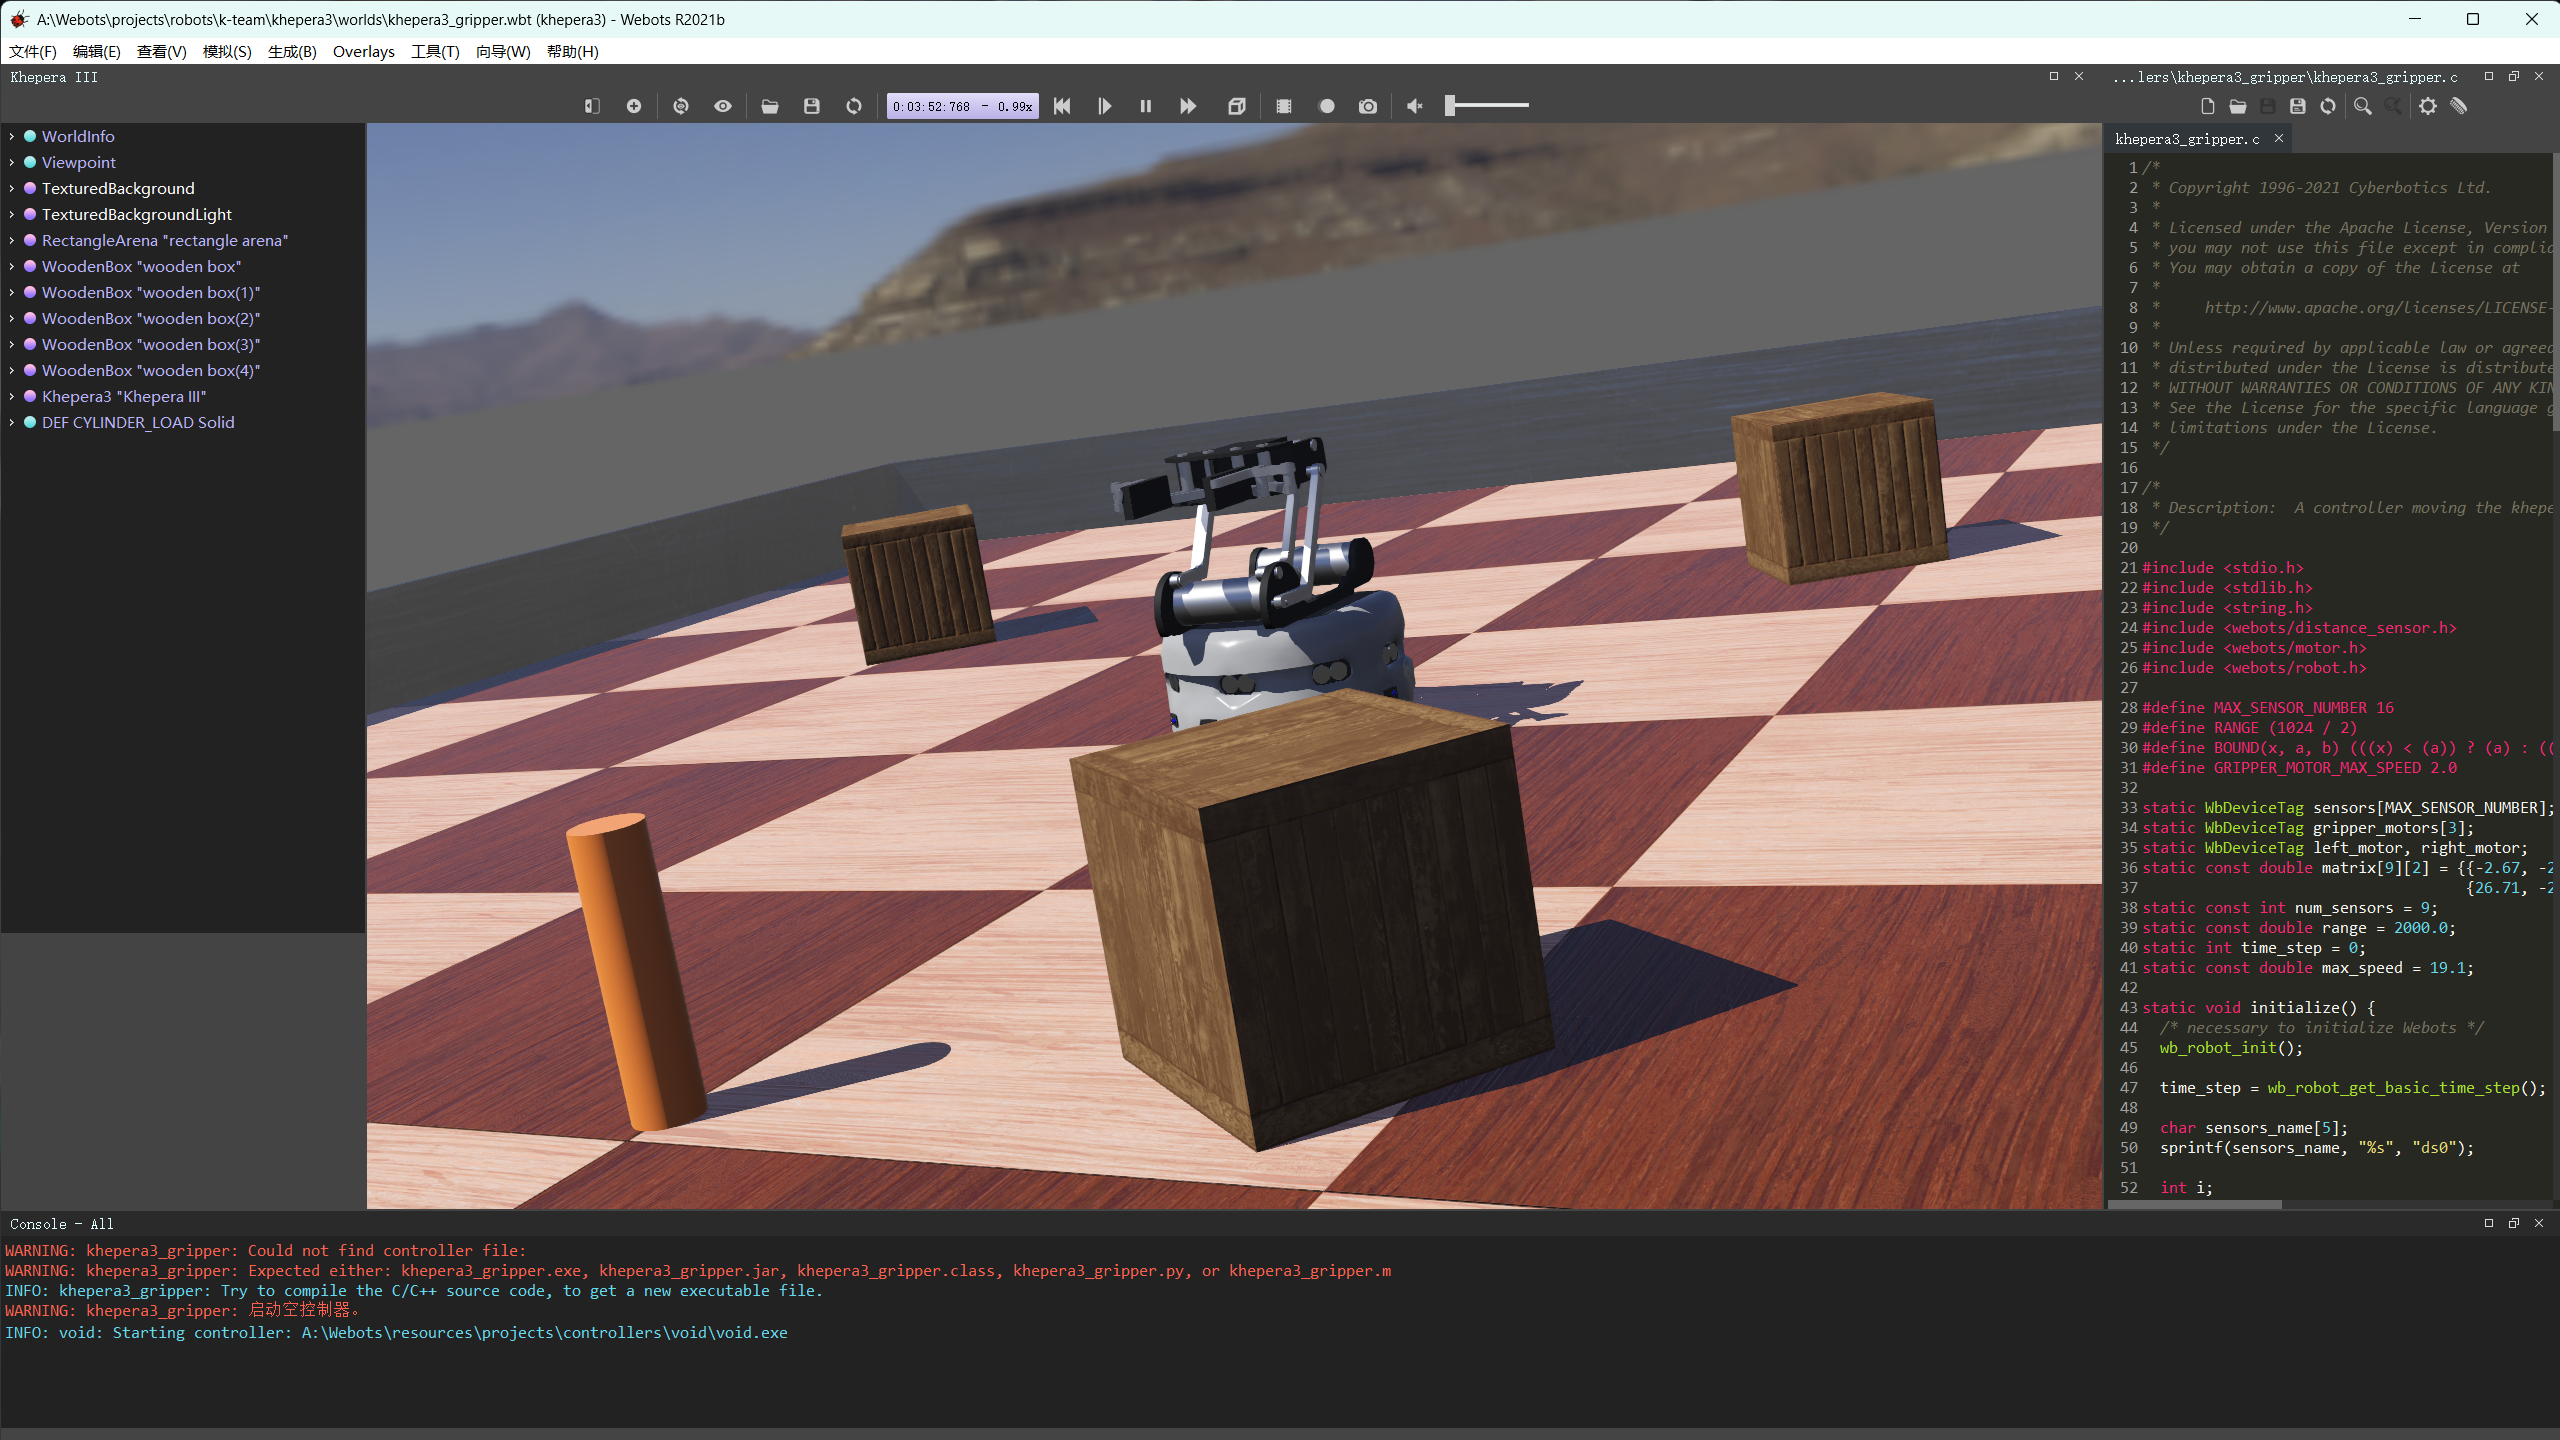 A:\Webots\projects\robots\k-team\khepera3\worlds\khepera3_gripper.wbt (khepera3) - Webots R2021b
文件(F) 编辑(E) 查看(V) 模拟(S) 生成(B) Overlays 工具(T) 向导(W) 帮助(H)
Khepera III
0:03:52:768 - 0.99x
WorldInfo
Viewpoint
TexturedBackground
TexturedBackgroundLight
RectangleArena "rectangle arena"
WoodenBox "wooden box"
WoodenBox "wooden box(1)"
WoodenBox "wooden box(2)"
WoodenBox "wooden box(3)"
WoodenBox "wooden box(4)"
Khepera3 "Khepera III"
DEF CYLINDER_LOAD Solid
...lers\khepera3_gripper\khepera3_gripper.c
khepera3_gripper.c
1 /*
2  * Copyright 1996-2021 Cyberbotics Ltd.
3  *
4  * Licensed under the Apache License, Version
5  * you may not use this file except in complia
6  * You may obtain a copy of the License at
7  *
8  *     http://www.apache.org/licenses/LICENSE-
9  *
10  * Unless required by applicable law or agreed
11  * distributed under the License is distribute
12  * WITHOUT WARRANTIES OR CONDITIONS OF ANY KIN
13  * See the License for the specific language g
14  * limitations under the License.
15  */
16
17 /*
18  * Description:  A controller moving the khepe
19  */
20
21 #include <stdio.h>
22 #include <stdlib.h>
23 #include <string.h>
24 #include <webots/distance_sensor.h>
25 #include <webots/motor.h>
26 #include <webots/robot.h>
27
28 #define MAX_SENSOR_NUMBER 16
29 #define RANGE (1024 / 2)
30 #define BOUND(x, a, b) (((x) < (a)) ? (a) : ((
31 #define GRIPPER_MOTOR_MAX_SPEED 2.0
32
33 static WbDeviceTag sensors[MAX_SENSOR_NUMBER];
34 static WbDeviceTag gripper_motors[3];
35 static WbDeviceTag left_motor, right_motor;
36 static const double matrix[9][2] = {{-2.67, -2
37                                     {26.71, -2
38 static const int num_sensors = 9;
39 static const double range = 2000.0;
40 static int time_step = 0;
41 static const double max_speed = 19.1;
42
43 static void initialize() {
44   /* necessary to initialize Webots */
45   wb_robot_init();
46
47   time_step = wb_robot_get_basic_time_step();
48
49   char sensors_name[5];
50   sprintf(sensors_name, "%s", "ds0");
51
52   int i;
Console - All
WARNING: khepera3_gripper: Could not find controller file:
WARNING: khepera3_gripper: Expected either: khepera3_gripper.exe, khepera3_gripper.jar, khepera3_gripper.class, khepera3_gripper.py, or khepera3_gripper.m
INFO: khepera3_gripper: Try to compile the C/C++ source code, to get a new executable file.
WARNING: khepera3_gripper: 启动空控制器。
INFO: void: Starting controller: A:\Webots\resources\projects\controllers\void\void.exe